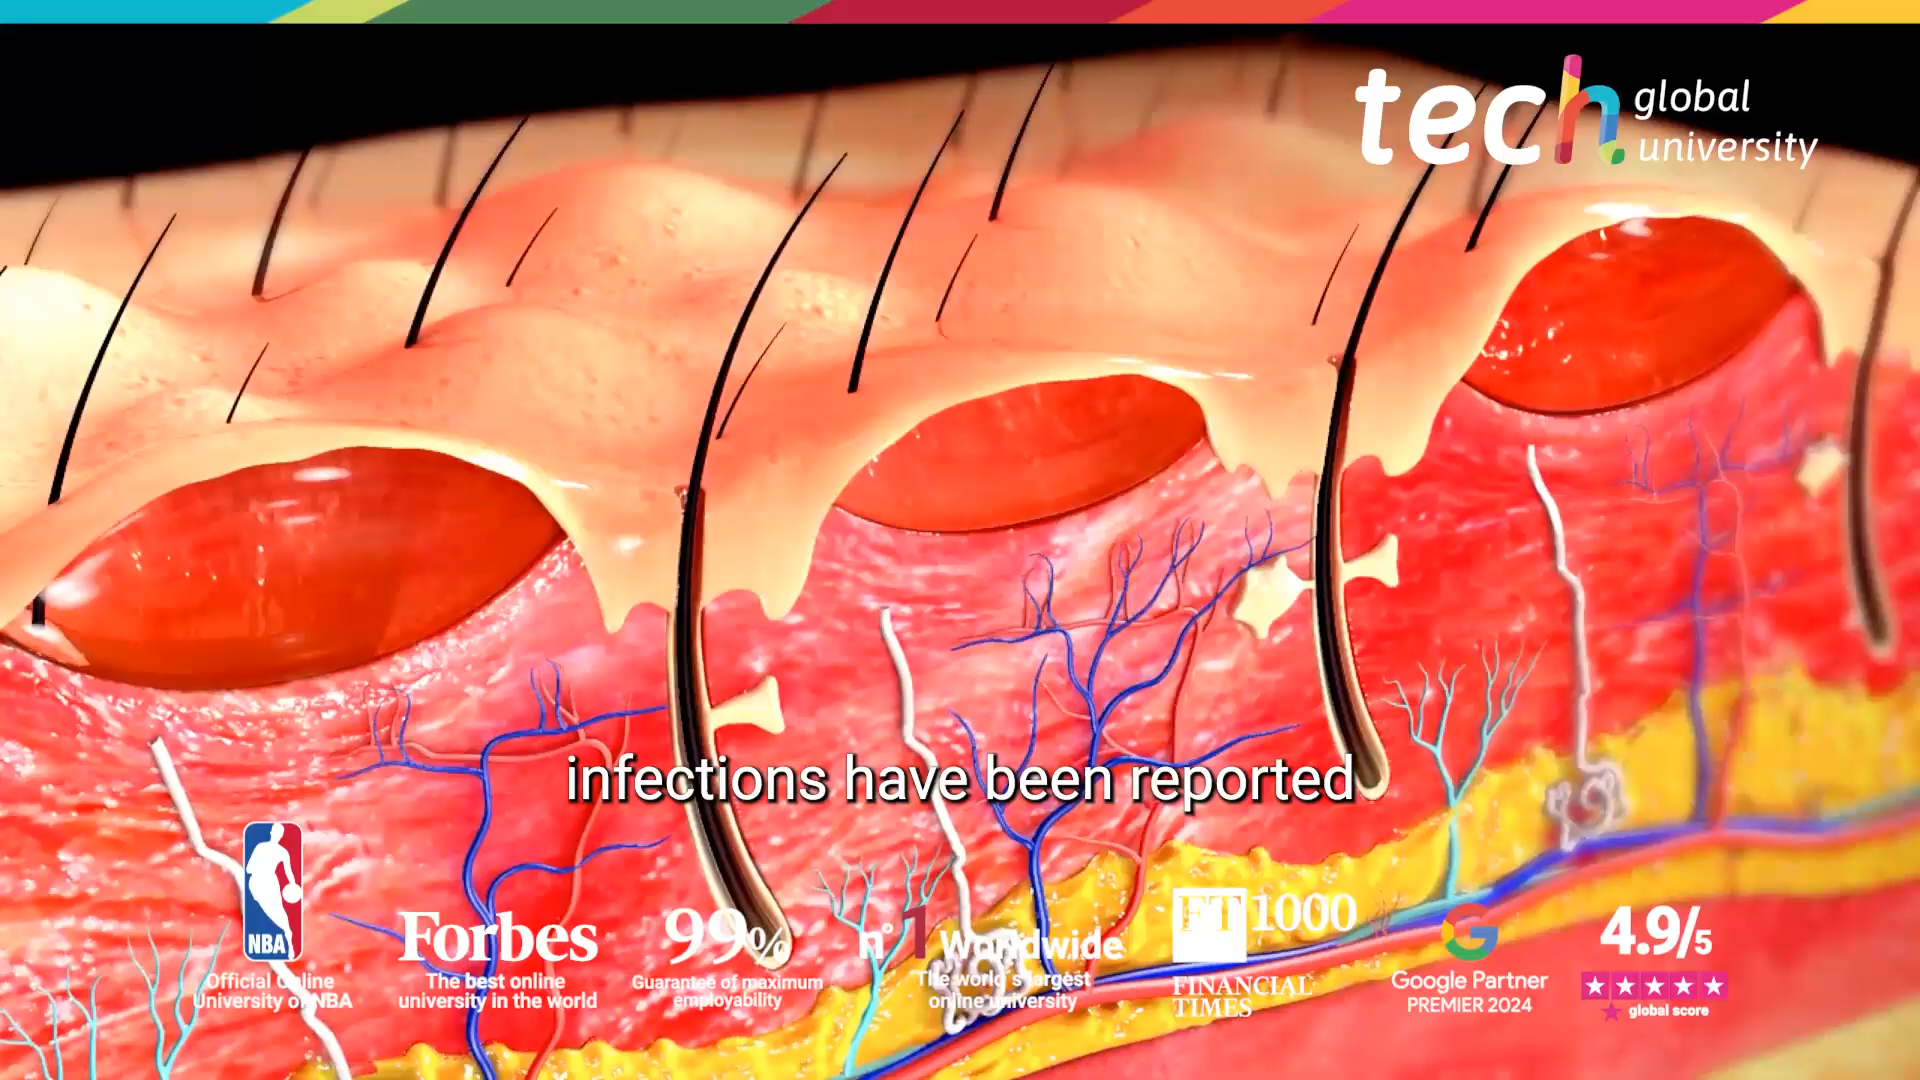 tech global
university
infections have been reported
NBA
Official Online
University of NBA
Forbes
The best online
university in the world
99%
Guarantee of maximum
employability
nº1 Worldwide
The world's largest
online university
FT 1000
FINANCIAL
TIMES
Google Partner
PREMIER 2024
4.9/5
global score